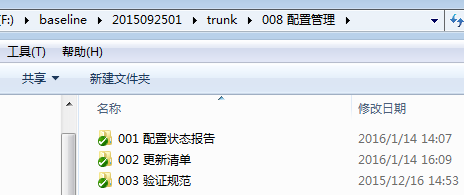 (F:) ▸ baseline ▸ 2015092501 ▸ trunk ▸ 008 配置管理 ▸
工具(T) 帮助(H)
共享 新建文件夹
名称 修改日期
001 配置状态报告 2016/1/14 14:07
002 更新清单 2016/1/14 16:09
003 验证规范 2015/12/16 14:53